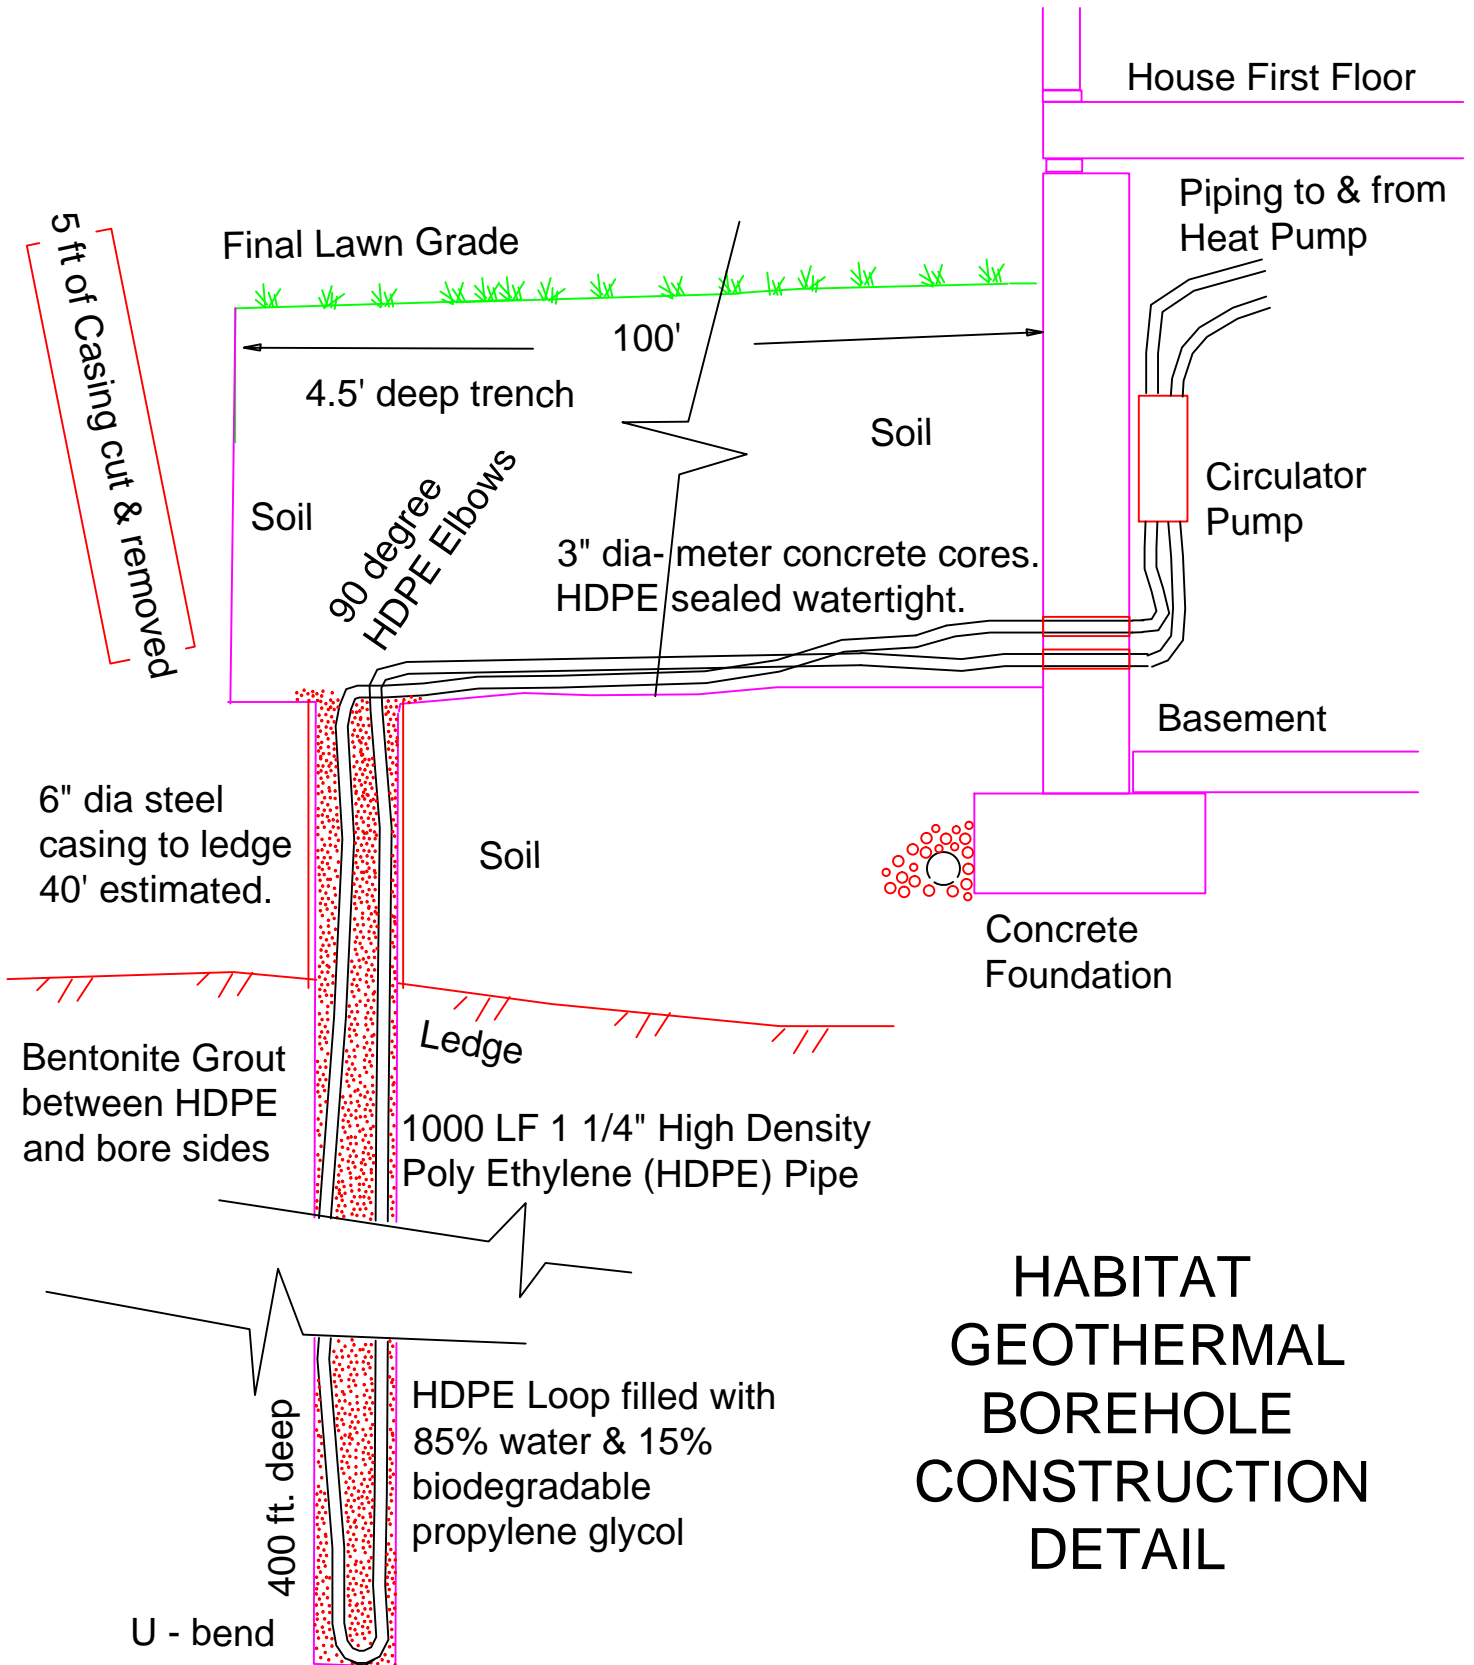 House First Floor
Piping to & from
Heat Pump
Final Lawn Grade
5 ft of Casing cut & removed
100'
4.5' deep trench
Soil
Soil
90 degree
HDPE Elbows
Circulator
Pump
3" dia- meter concrete cores.
HDPE sealed watertight.
Basement
6" dia steel
casing to ledge
40' estimated.
Soil
Concrete
Foundation
Ledge
Bentonite Grout
between HDPE
and bore sides
1000 LF 1 1/4" High Density
Poly Ethylene (HDPE) Pipe
HABITAT
GEOTHERMAL
BOREHOLE
CONSTRUCTION
DETAIL
HDPE Loop filled with
85% water & 15%
biodegradable
propylene glycol
400 ft. deep
U - bend